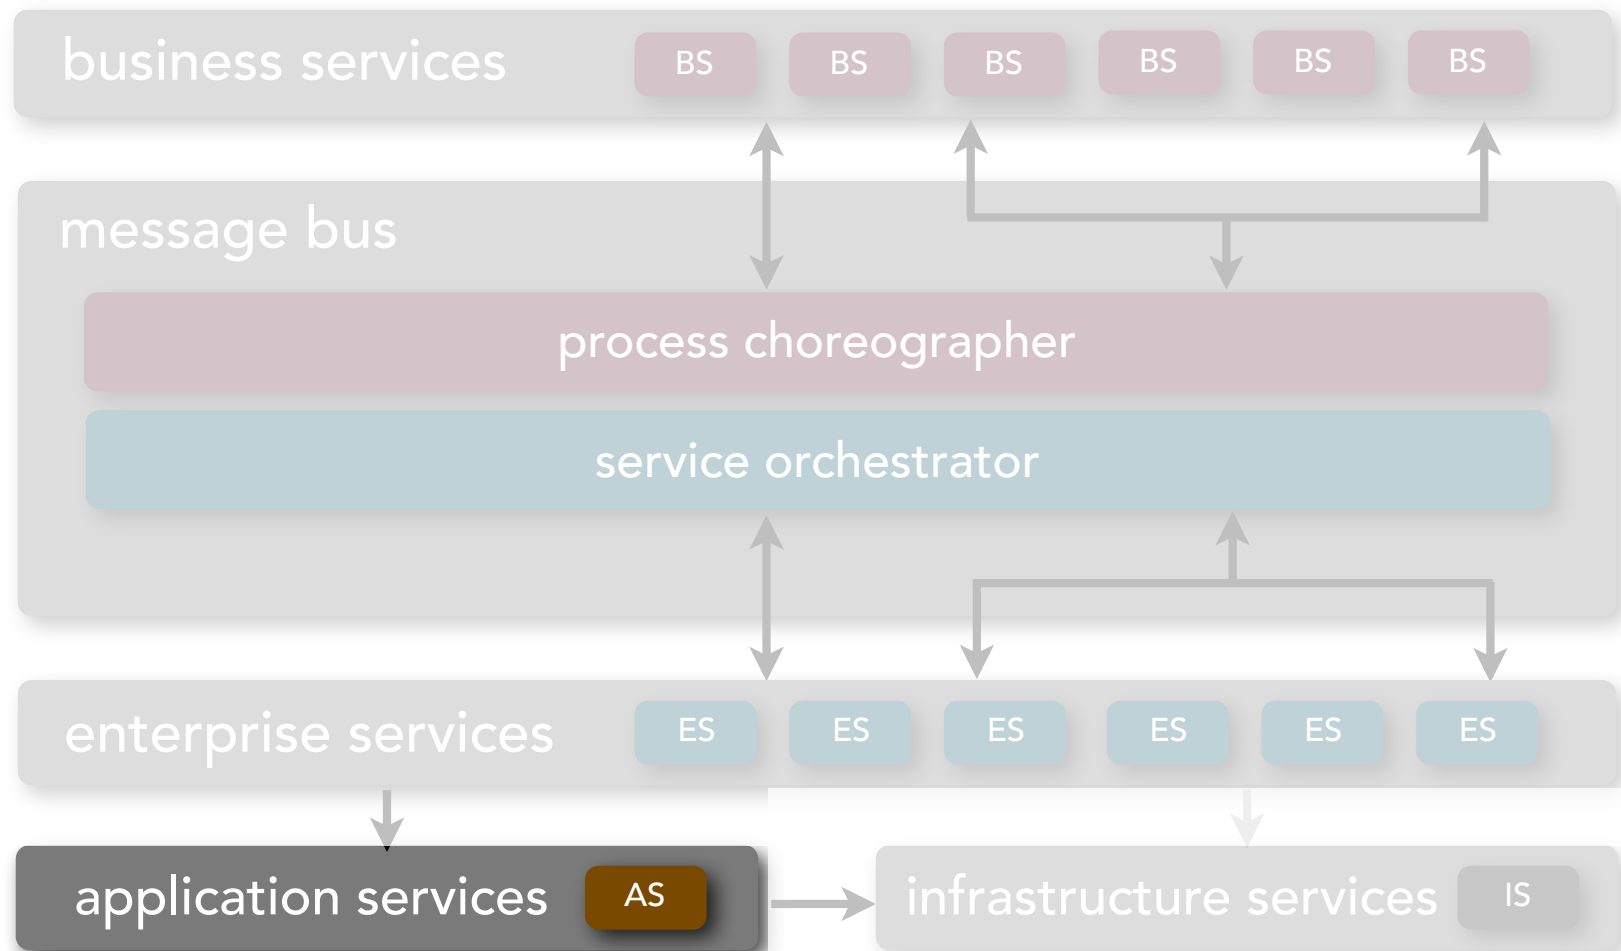 business services BS BS BS BS BS BS
message bus
process choreographer
service orchestrator
enterprise services ES ES ES ES ES ES
application services AS infrastructure services IS